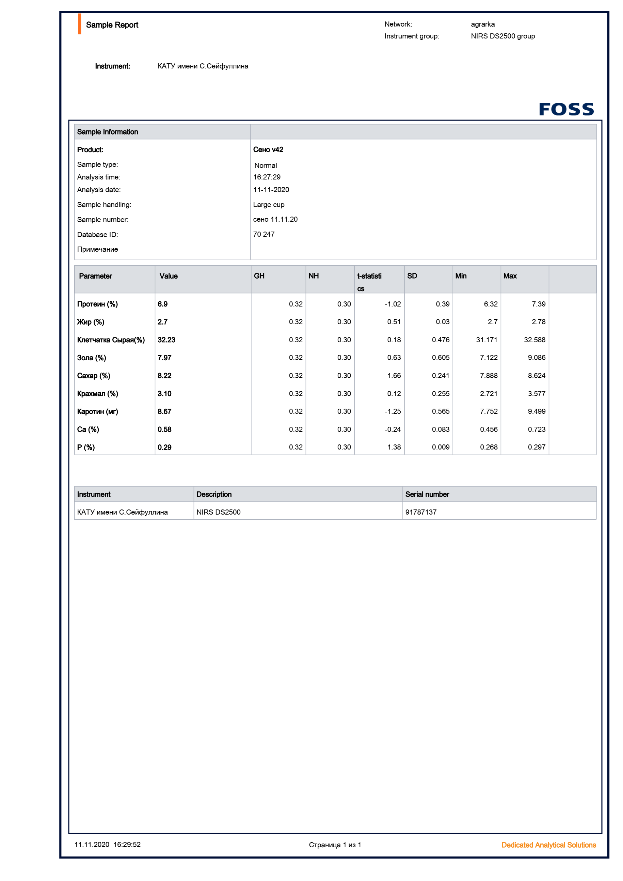 Sample Report
Network: agrarka
Instrument group: NIRS DS2500 group
Instrument: КАТУ имени С.Сейфуллина
FOSS
Sample Information
Product: Сено v42
Sample type: Normal
Analysis time: 16:27:29
Analysis date: 11-11-2020
Sample handling: Large cup
Sample number: сено 11.11.20
Database ID: 70 247
Примечание
Parameter Value GH NH t-statisti SD Min Max
cs
Протеин (%) 6.9 0.32 0.30 -1.02 0.39 6.32 7.39
Жир (%) 2.7 0.32 0.30 0.51 0.03 2.7 2.78
Клетчатка Сырая(%) 32.23 0.32 0.30 0.18 0.476 31.171 32.588
Зола (%) 7.97 0.32 0.30 0.63 0.605 7.122 9.086
Сахар (%) 8.22 0.32 0.30 1.66 0.241 7.888 8.624
Крахмал (%) 3.10 0.32 0.30 0.12 0.255 2.721 3.577
Каротин (мг) 8.57 0.32 0.30 -1.25 0.565 7.752 9.499
Ca (%) 0.58 0.32 0.30 -0.24 0.083 0.456 0.723
P (%) 0.29 0.32 0.30 1.38 0.009 0.268 0.297
Instrument Description Serial number
КАТУ имени С.Сейфуллина NIRS DS2500 91787137
11.11.2020 16:29:52 Страница 1 из 1 Dedicated Analytical Solutions